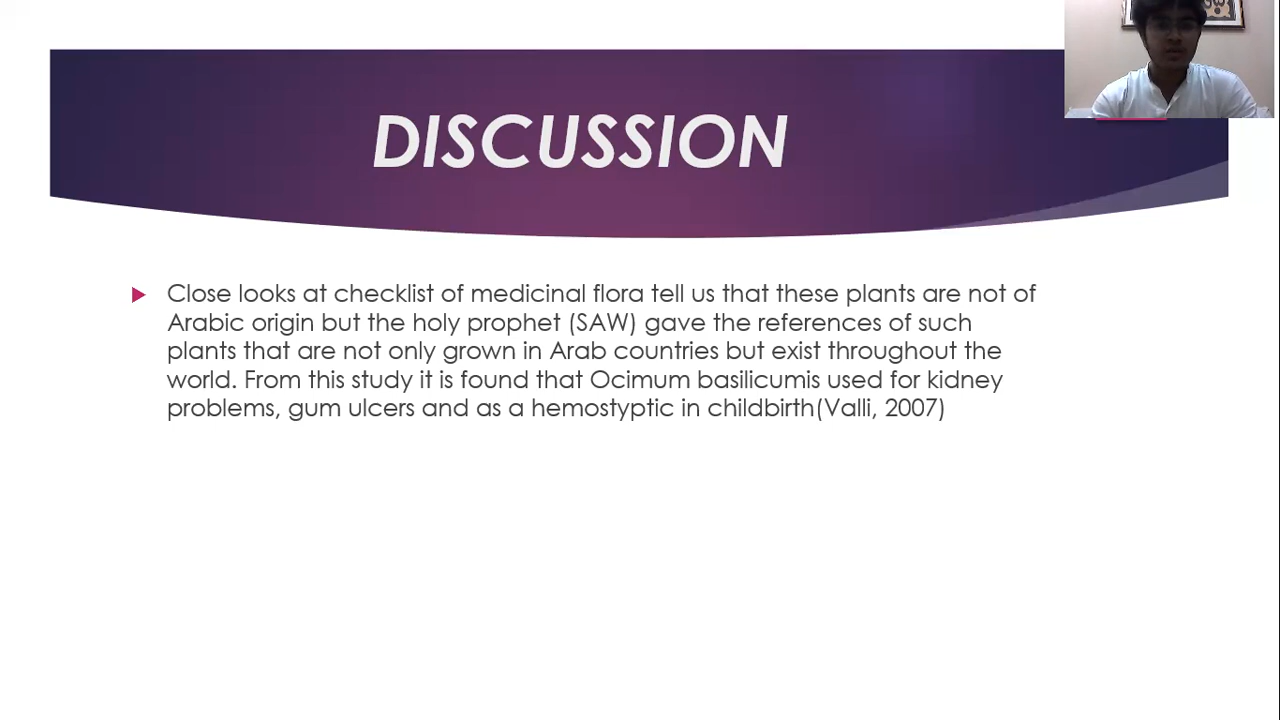 DISCUSSION
Close looks at checklist of medicinal flora tell us that these plants are not of
Arabic origin but the holy prophet (SAW) gave the references of such
plants that are not only grown in Arab countries but exist throughout the
world. From this study it is found that Ocimum basilicumis used for kidney
problems, gum ulcers and as a hemostyptic in childbirth(Valli, 2007)